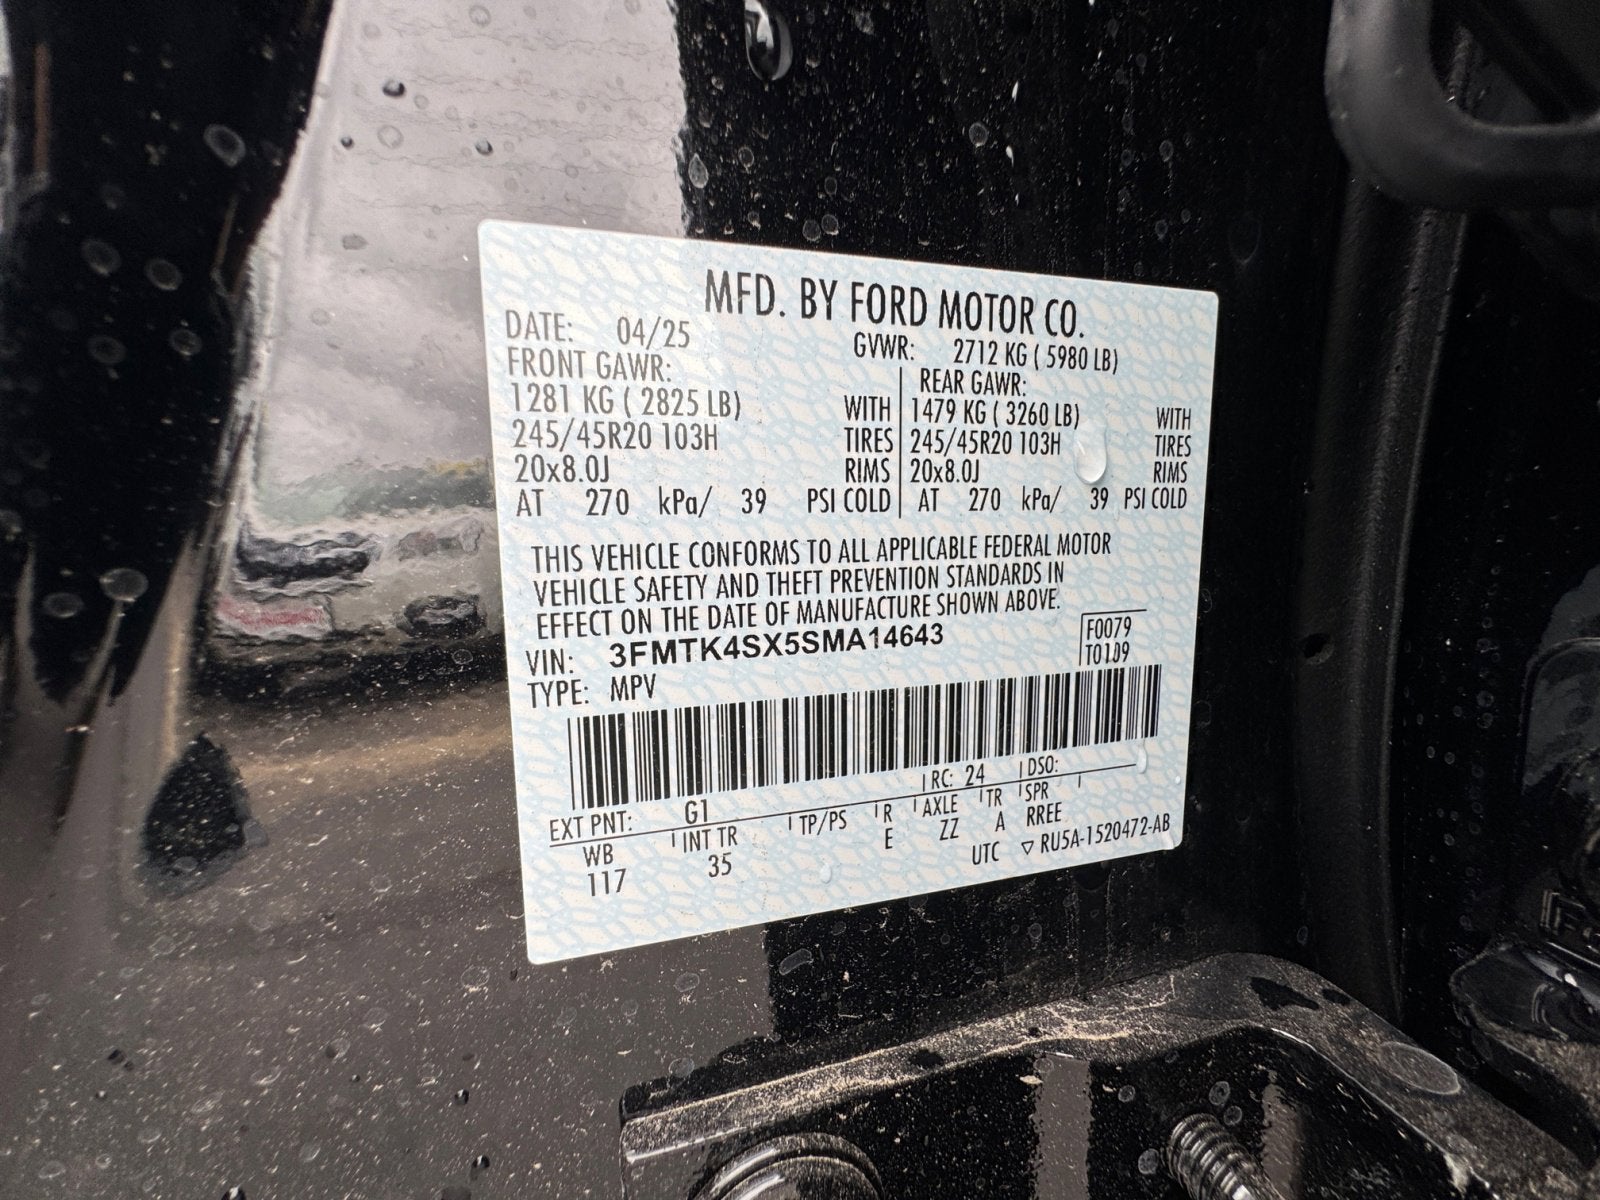 MFD. BY FORD MOTOR CO.
DATE: 04/25 GVWR: 2712 KG ( 5980 LB)
FRONT GAWR: REAR GAWR:
1281 KG ( 2825 LB) WITH 1479 KG ( 3260 LB) WITH
245/45R20 103H TIRES 245/45R20 103H TIRES
20x8.0J RIMS 20x8.0J RIMS
AT 270 kPa/ 39 PSI COLD AT 270 kPa/ 39 PSI COLD
THIS VEHICLE CONFORMS TO ALL APPLICABLE FEDERAL MOTOR
VEHICLE SAFETY AND THEFT PREVENTION STANDARDS IN
EFFECT ON THE DATE OF MANUFACTURE SHOWN ABOVE.
VIN: 3FMTK4SX5SMA14643 F0079
TYPE: MPV T0109
EXT PNT: G1 RC: 24 DSO:
WB INT TR TP/PS R AXLE TR SPR
117 35 E ZZ A RREE
UTC ▽ RU5A-1520472-AB